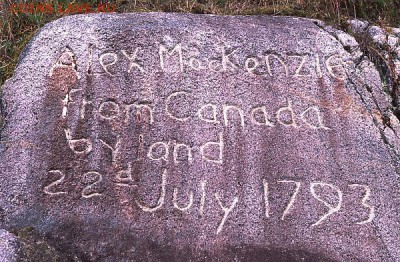 Alex MacKenzie
from Canada
by land
22d July 1793